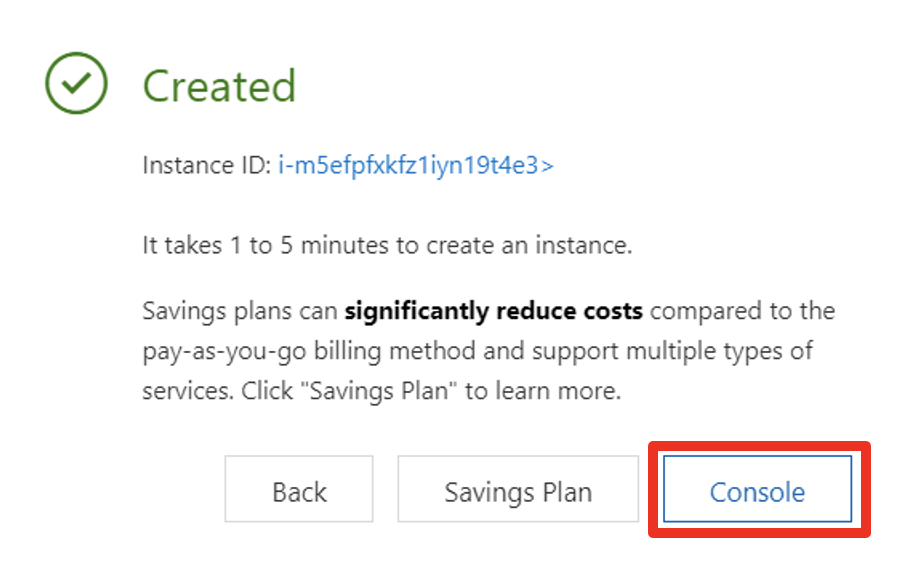 Created
Instance ID: i-m5efpfxkfz1iyn19t4e3>
It takes 1 to 5 minutes to create an instance.
Savings plans can significantly reduce costs compared to the
pay-as-you-go billing method and support multiple types of
services. Click "Savings Plan" to learn more.
Back
Savings Plan
Console